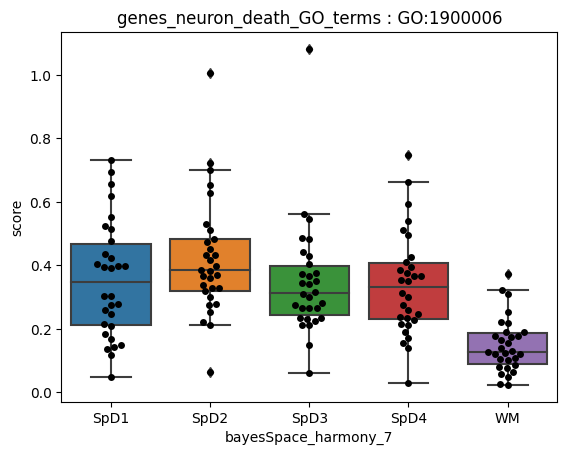 genes_neuron_death_GO_terms : GO:1900006
1.0
0.8
0.6
0.4
0.2
0.0
score
SpD1 SpD2 SpD3 SpD4 WM
bayesSpace_harmony_7